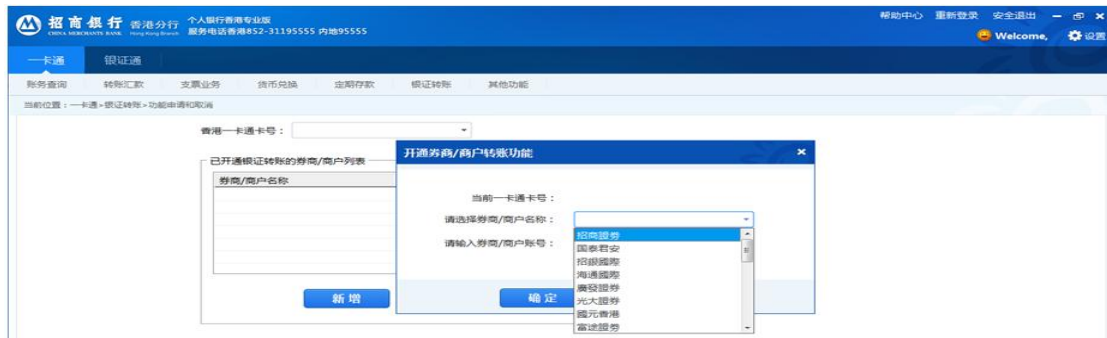 招商银行 香港分行 个人银行香港专业版
CHINA MERCHANTS BANK Hong Kong Branch 服务电话香港852-31195555 内地95555
帮助中心 重新登录 安全退出
Welcome, 设置
一卡通 银证通
账务查询 转账汇款 支票业务 货币兑换 定期存款 银证转账 其他功能
当前位置：一卡通>银证转账>功能申请和取消
香港一卡通卡号：
已开通银证转账的券商/商户列表
券商/商户名称
新增
开通券商/商户转账功能
当前一卡通卡号：
请选择券商/商户名称：
请输入券商/商户账号：
招商證券
国泰君安
招銀國際
海通國際
廣發證券
光大證券
國元香港
富途證券
确定